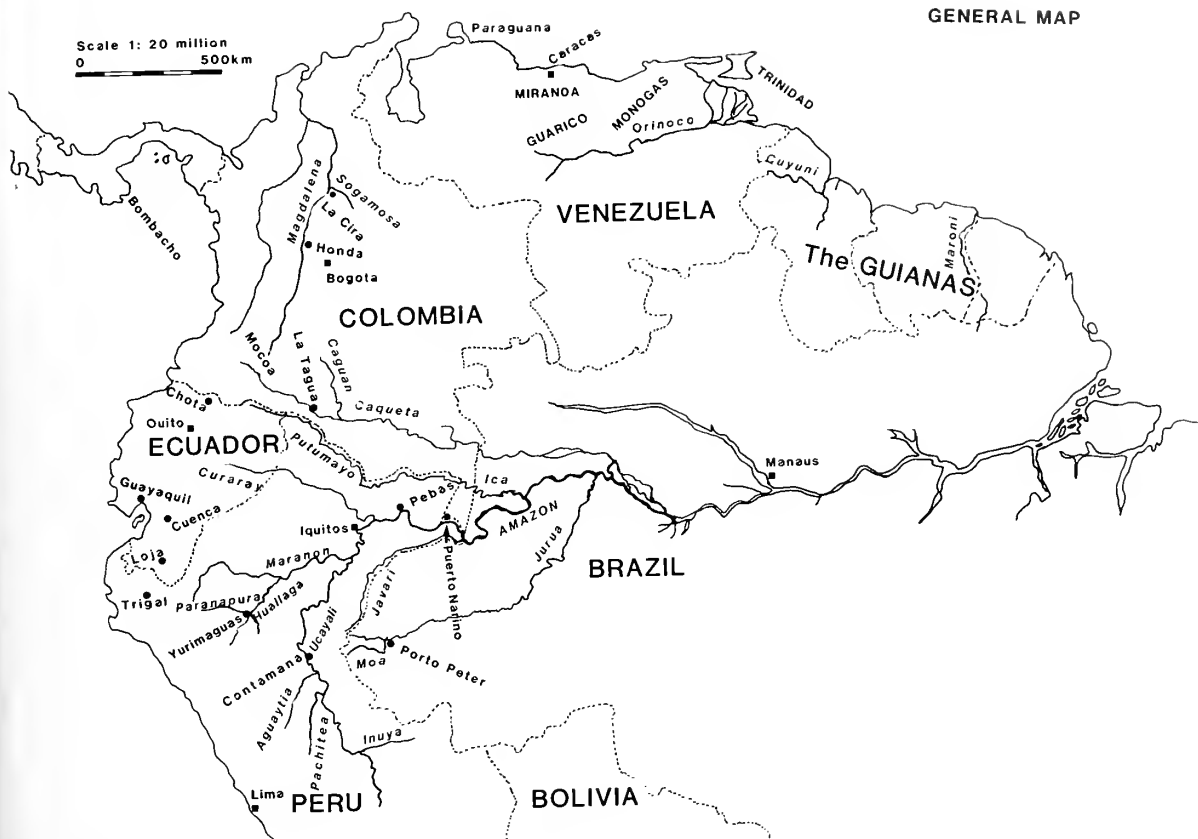 GENERAL MAP
Scale 1: 20 million
0 500km
Paraguana
Caracas
MIRANOA
TRINIDAD
MONOGAS
GUARICO
Orinoco
Cuyuni
Bombacho
Magdalena
Sogamosa
La Cira
Honda
Bogota
VENEZUELA
The GUIANAS
Maroni
COLOMBIA
Mocoa
La Tagua
Caguan
Caqueta
Chota
Ouito
ECUADOR
Putumayo
Curaray
Ica
Manaus
Guayaquil
Cuenca
Pebas
AMAZON
Iquitos
Loja
Maranon
Puerto Narino
Jurua
BRAZIL
Trigal
Paranapura
Huallaga
Yurimaguas
Javari
Ucayali
Contamana
Moa
Porto Peter
Aguaytia
Pachitea
Inuya
Lima
PERU
BOLIVIA